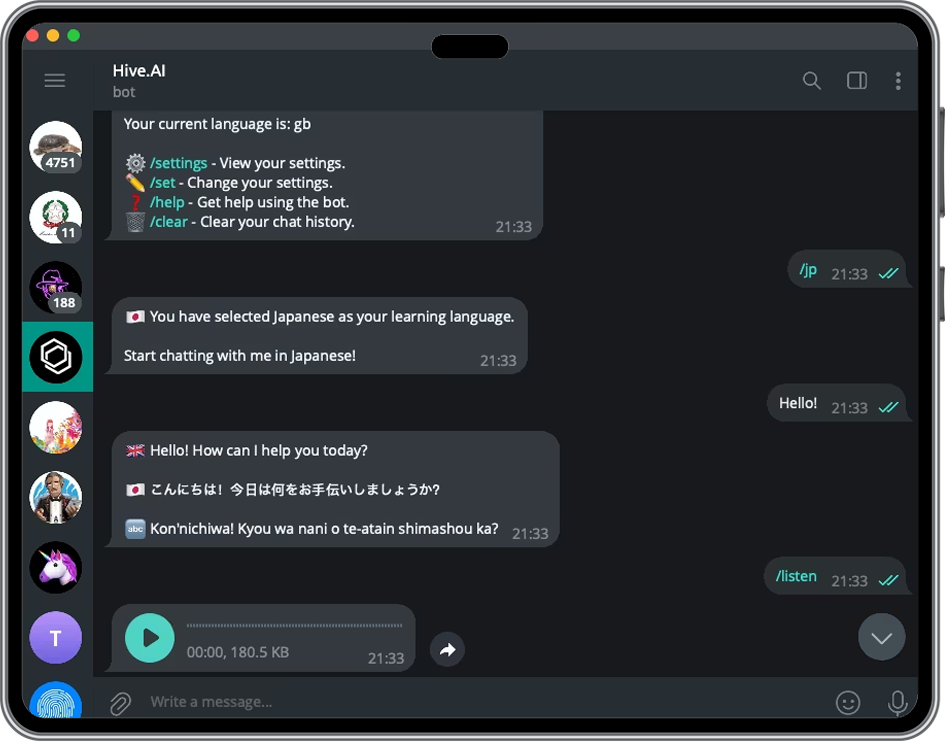 Hive.AI
bot
4751
11
188
T
Your current language is: gb
/settings - View your settings.
/set - Change your settings.
/help - Get help using the bot.
/clear - Clear your chat history.
21:33
/jp 21:33
You have selected Japanese as your learning language.
Start chatting with me in Japanese!
21:33
Hello! 21:33
Hello! How can I help you today?
こんにちは！今日は何をお手伝いしましょうか？
abc Kon'nichiwa! Kyou wa nani o te-atain shimashou ka?
21:33
/listen 21:33
00:00, 180.5 KB
21:33
Write a message...